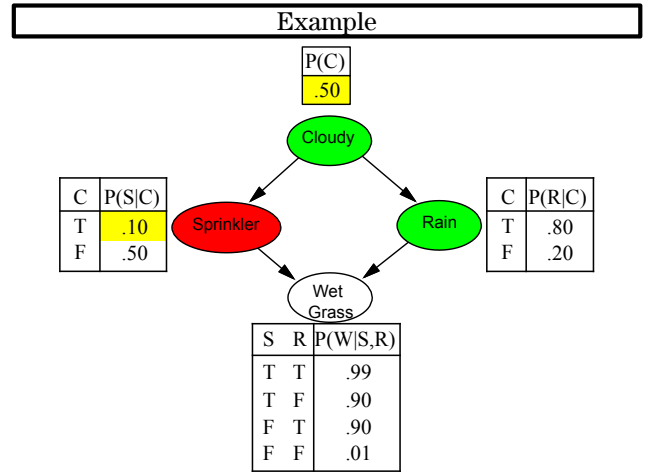 Example
P(C)
.50
Cloudy
C P(S|C)
T .10
F .50
Sprinkler
Rain
C P(R|C)
T .80
F .20
Wet
Grass
S R P(W|S,R)
T T .99
T F .90
F T .90
F F .01